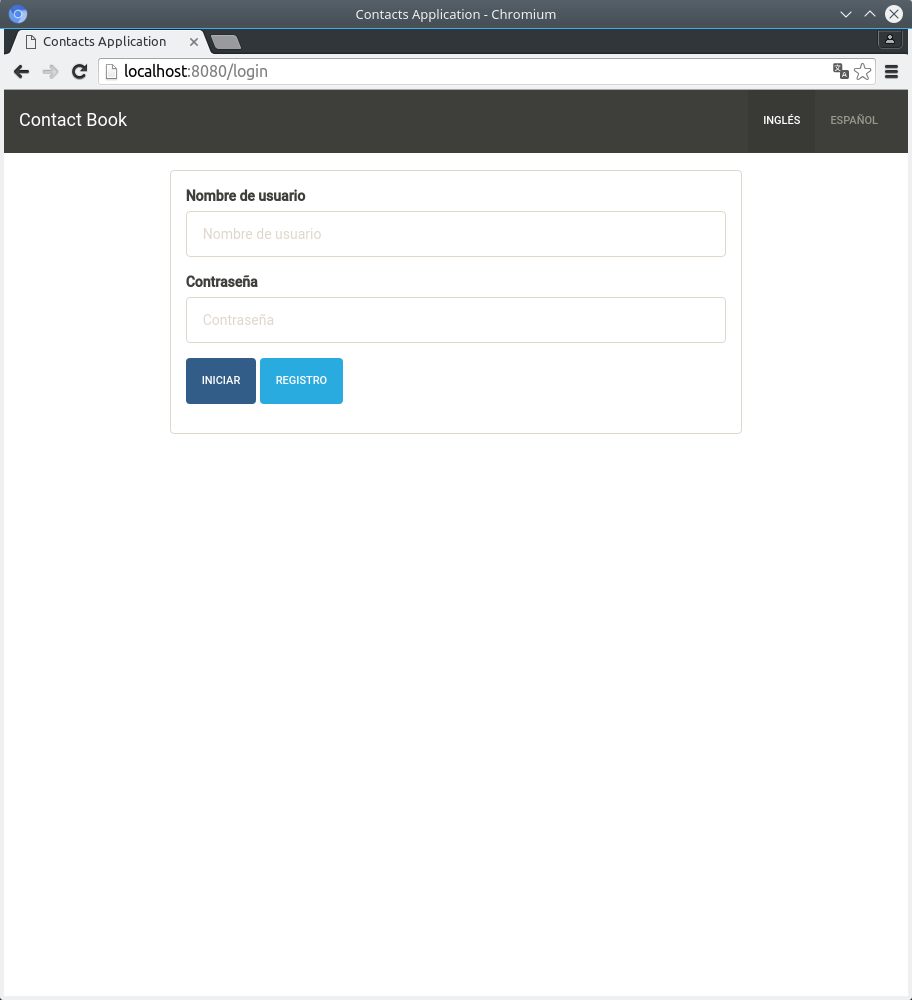 Contacts Application - Chromium
Contacts Application
localhost:8080/login
Contact Book
INGLÉS
ESPAÑOL
Nombre de usuario
Nombre de usuario
Contraseña
Contraseña
INICIAR
REGISTRO